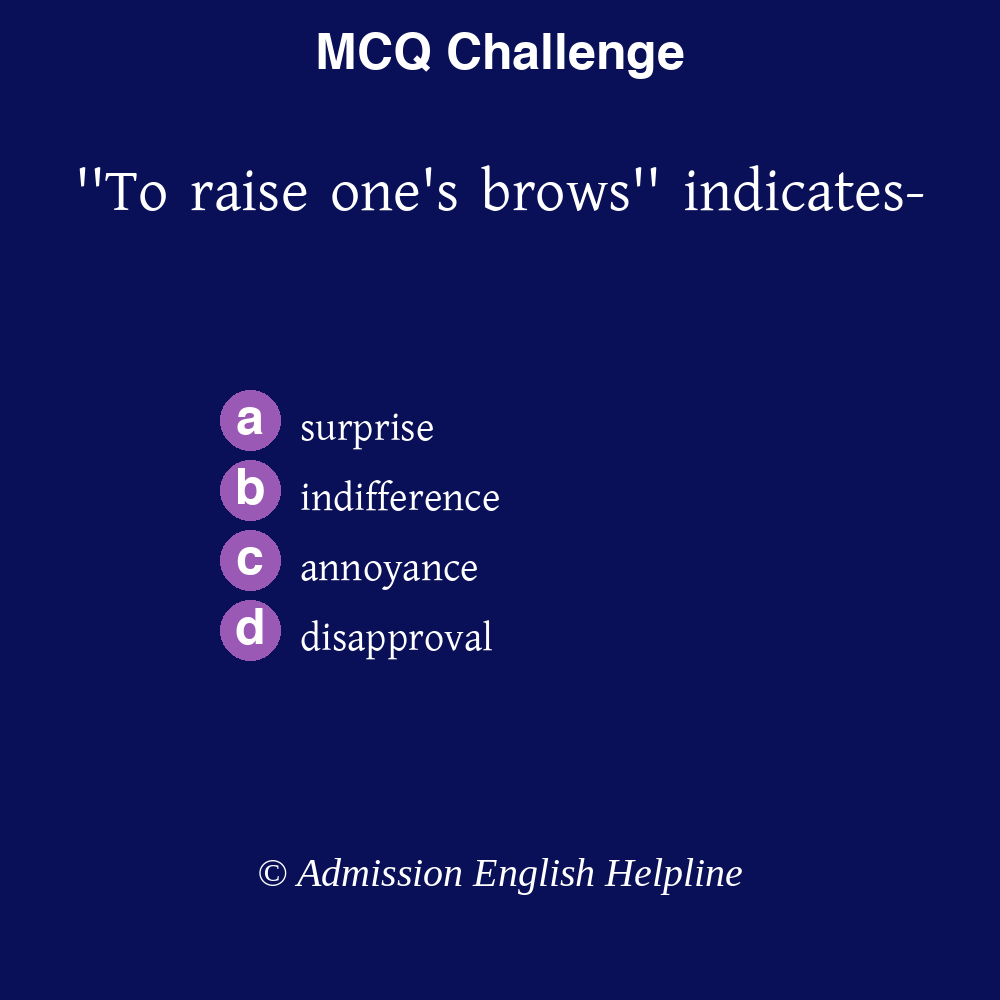 MCQ Challenge
"To raise one's brows" indicates-
a surprise
b indifference
c annoyance
d disapproval
© Admission English Helpline